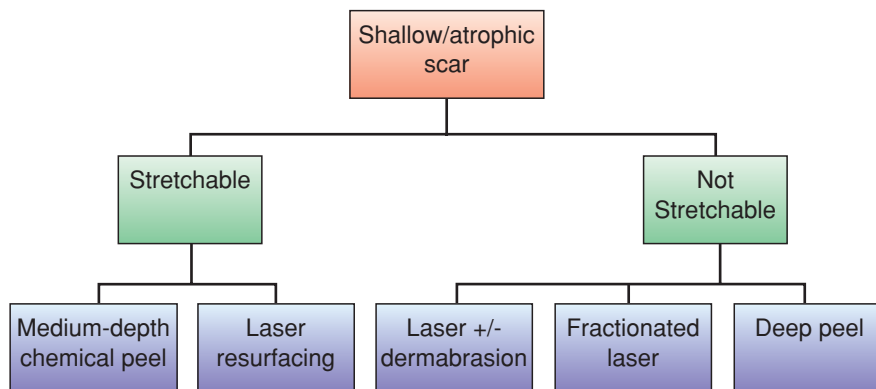 Shallow/atrophic
scar
Stretchable
Not
Stretchable
Medium-depth
chemical peel
Laser
resurfacing
Laser +/-
dermabrasion
Fractionated
laser
Deep peel